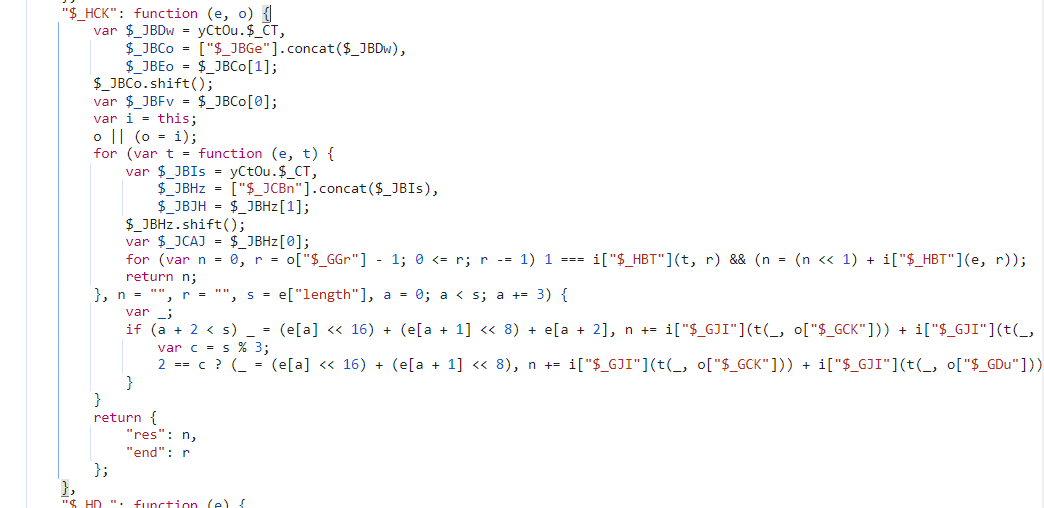 "$_HCK": function (e, o) {
var $_JBDw = yCtOu.$_CT,
$_JBCo = ["$_JBGe"].concat($_JBDw),
$_JBEo = $_JBCo[1];
$_JBCo.shift();
var $_JBFv = $_JBCo[0];
var i = this;
o || (o = i);
for (var t = function (e, t) {
var $_JBIs = yCtOu.$_CT,
$_JBHz = ["$_JCBn"].concat($_JBIs),
$_JBJH = $_JBHz[1];
$_JBHz.shift();
var $_JCAJ = $_JBHz[0];
for (var n = 0, r = o["$_GGr"] - 1; 0 <= r; r -= 1) 1 === i["$_HBT"](t, r) && (n = (n << 1) + i["$_HBT"](e, r));
return n;
}, n = "", r = "", s = e["length"], a = 0; a < s; a += 3) {
var _;
if (a + 2 < s) _ = (e[a] << 16) + (e[a + 1] << 8) + e[a + 2], n += i["$_GJI"](t(_, o["$_GCK"])) + i["$_GJI"](t(_,
var c = s % 3;
2 == c ? (_ = (e[a] << 16) + (e[a + 1] << 8), n += i["$_GJI"](t(_, o["$_GCK"])) + i["$_GJI"](t(_, o["$_GDu"]))
}
}
return {
"res": n,
"end": r
};
},
"$_HD_": function (e) {